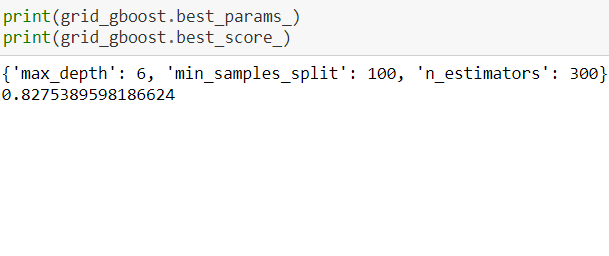 print(grid_gboost.best_params_)
print(grid_gboost.best_score_)
{'max_depth': 6, 'min_samples_split': 100, 'n_estimators': 300}
0.8275389598186624